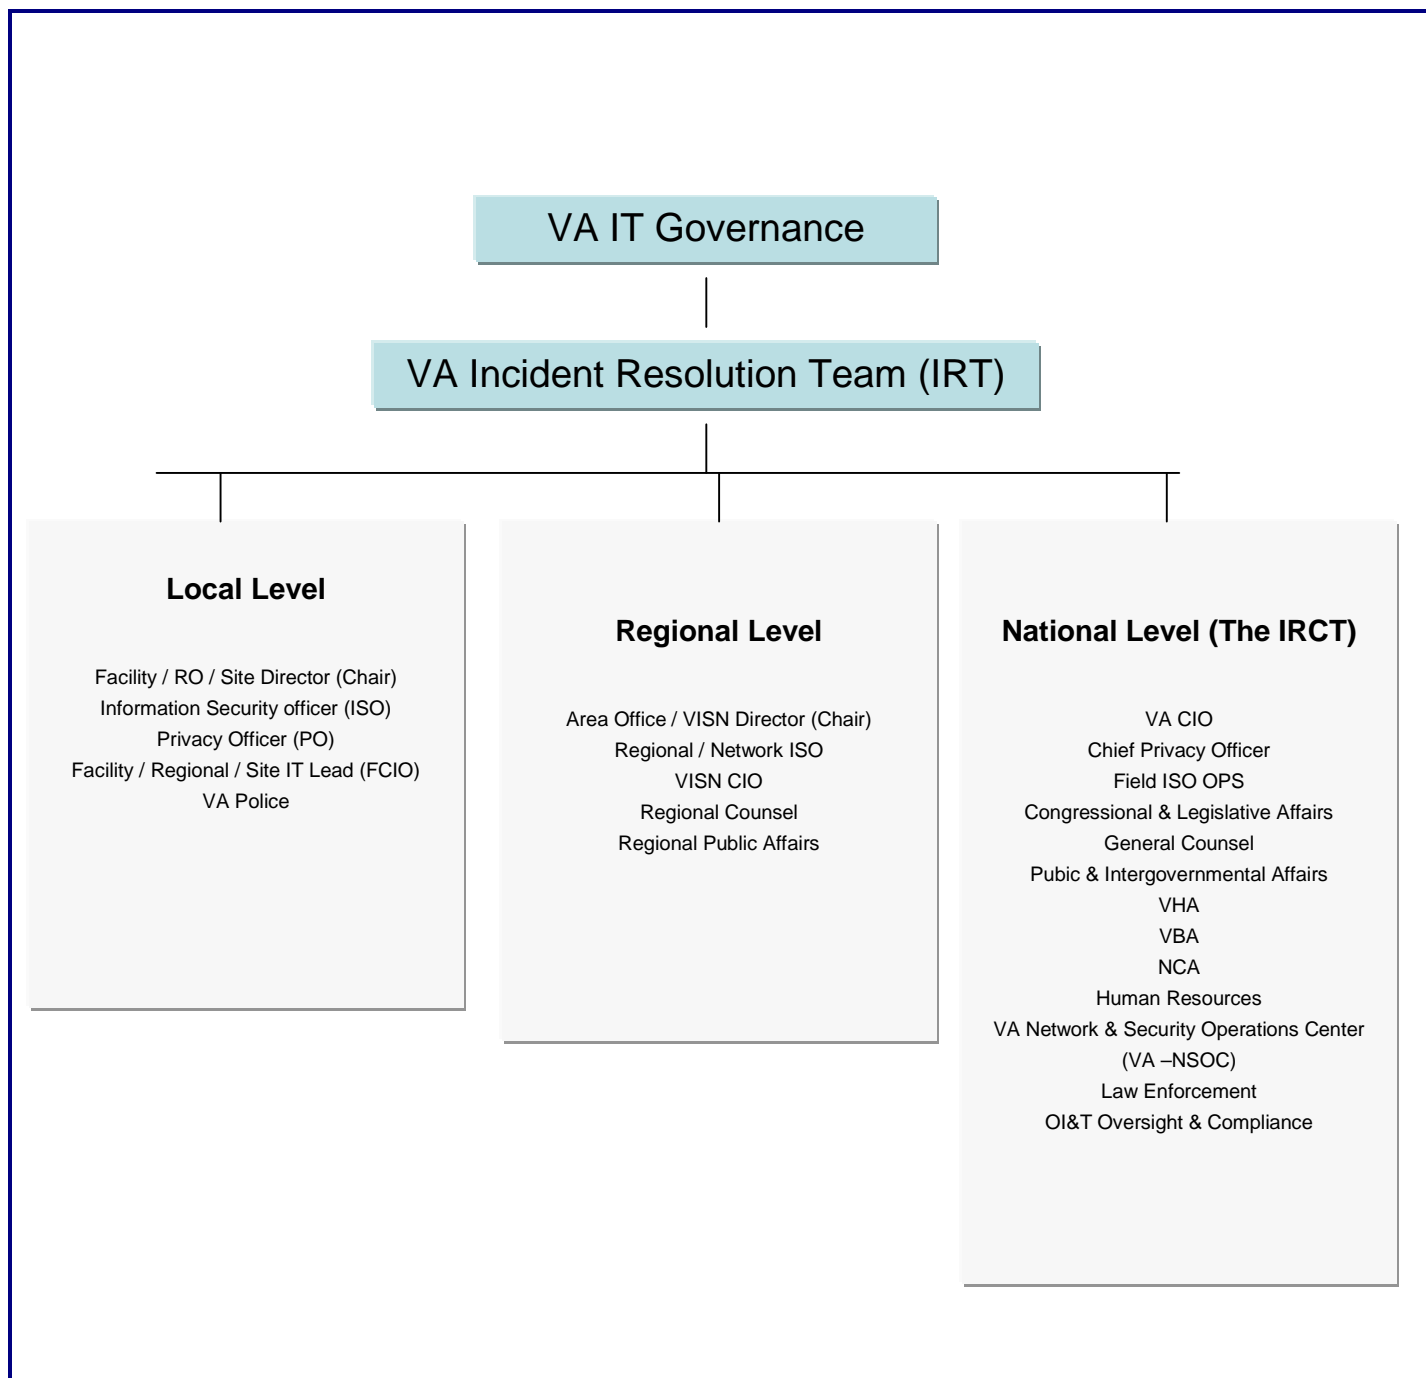 VA IT Governance
VA Incident Resolution Team (IRT)
Local Level
Facility / RO / Site Director (Chair)
Information Security officer (ISO)
Privacy Officer (PO)
Facility / Regional / Site IT Lead (FCIO)
VA Police
Regional Level
Area Office / VISN Director (Chair)
Regional / Network ISO
VISN CIO
Regional Counsel
Regional Public Affairs
National Level (The IRCT)
VA CIO
Chief Privacy Officer
Field ISO OPS
Congressional & Legislative Affairs
General Counsel
Pubic & Intergovernmental Affairs
VHA
VBA
NCA
Human Resources
VA Network & Security Operations Center
(VA –NSOC)
Law Enforcement
OI&T Oversight & Compliance